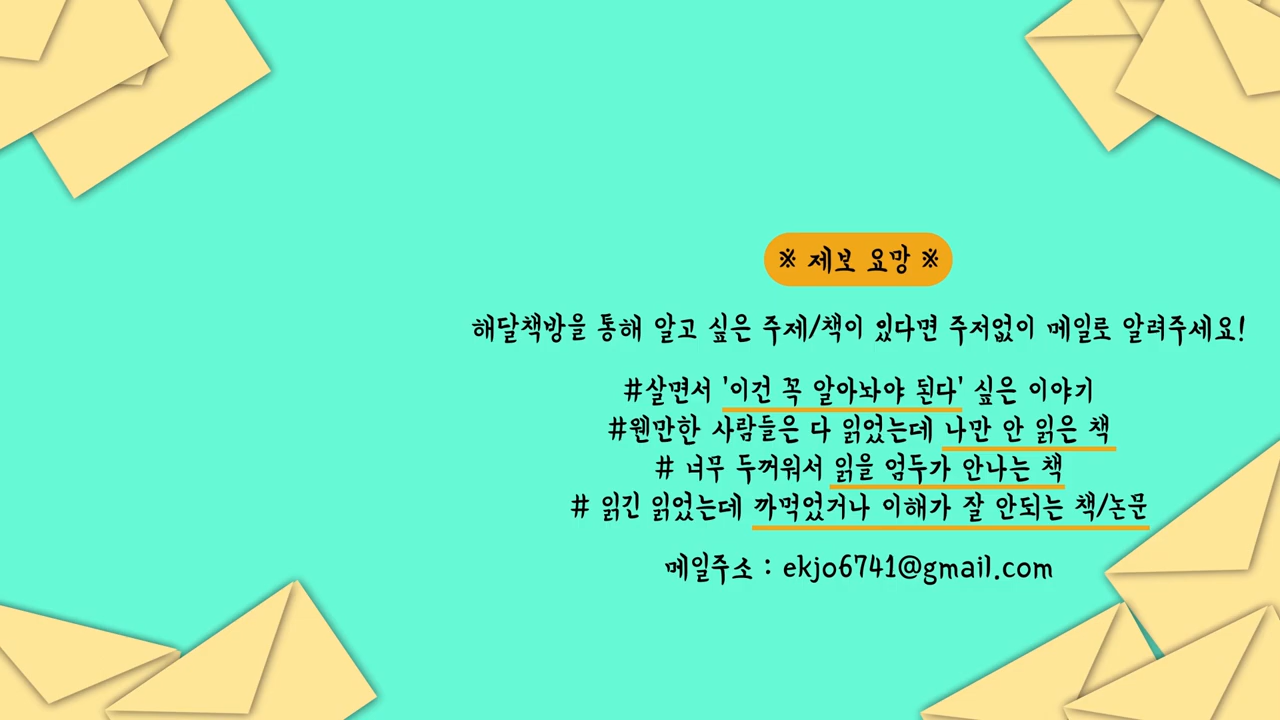 ※ 제보 요망 ※
해달책방을 통해 알고 싶은 주제/책이 있다면 주저없이 메일로 알려주세요!
#살면서 '이건 꼭 알아놔야 된다' 싶은 이야기
#웬만한 사람들은 다 읽었는데 나만 안 읽은 책
# 너무 두꺼워서 읽을 엄두가 안나는 책
# 읽긴 읽었는데 까먹었거나 이해가 잘 안되는 책/논문
메일주소 : ekjo6741@gmail.com